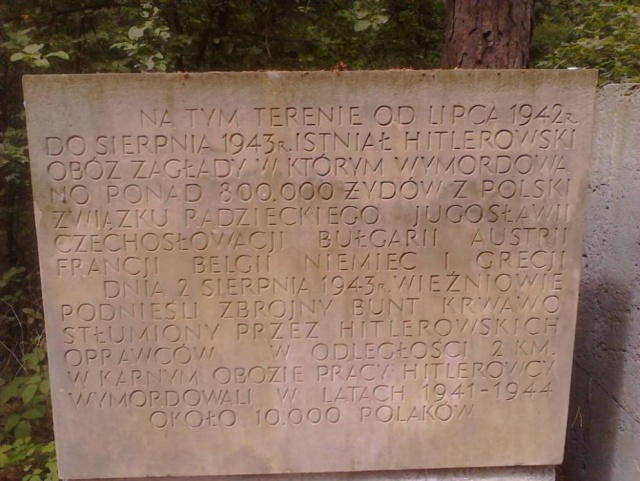 NA TYM TERENIE OD LIPCA 1942R.
DO SIERPNIA 1943R. ISTNIAŁ HITLEROWSKI
OBÓZ ZAGŁADY W KTÓRYM WYMORDOWA
NO PONAD 800.000 ŻYDÓW Z POLSKI
ZWIĄZKU RADZIECKIEGO JUGOSŁAWII
CZECHOSŁOWACJI BUŁGARII AUSTRII
FRANCJI BELGII NIEMIEC I GRECJI
DNIA 2 SIERPNIA 1943R. WIĘŹNIOWIE
PODNIEŚLI ZBROJNY BUNT KRWAWO
STŁUMIONY PRZEZ HITLEROWSKICH
OPRAWCÓW W ODLEGŁOŚCI 2 KM.
W KARNYM OBOZIE PRACY HITLEROWCY
WYMORDOWALI W LATACH 1941-1944
OKOŁO 10.000 POLAKÓW